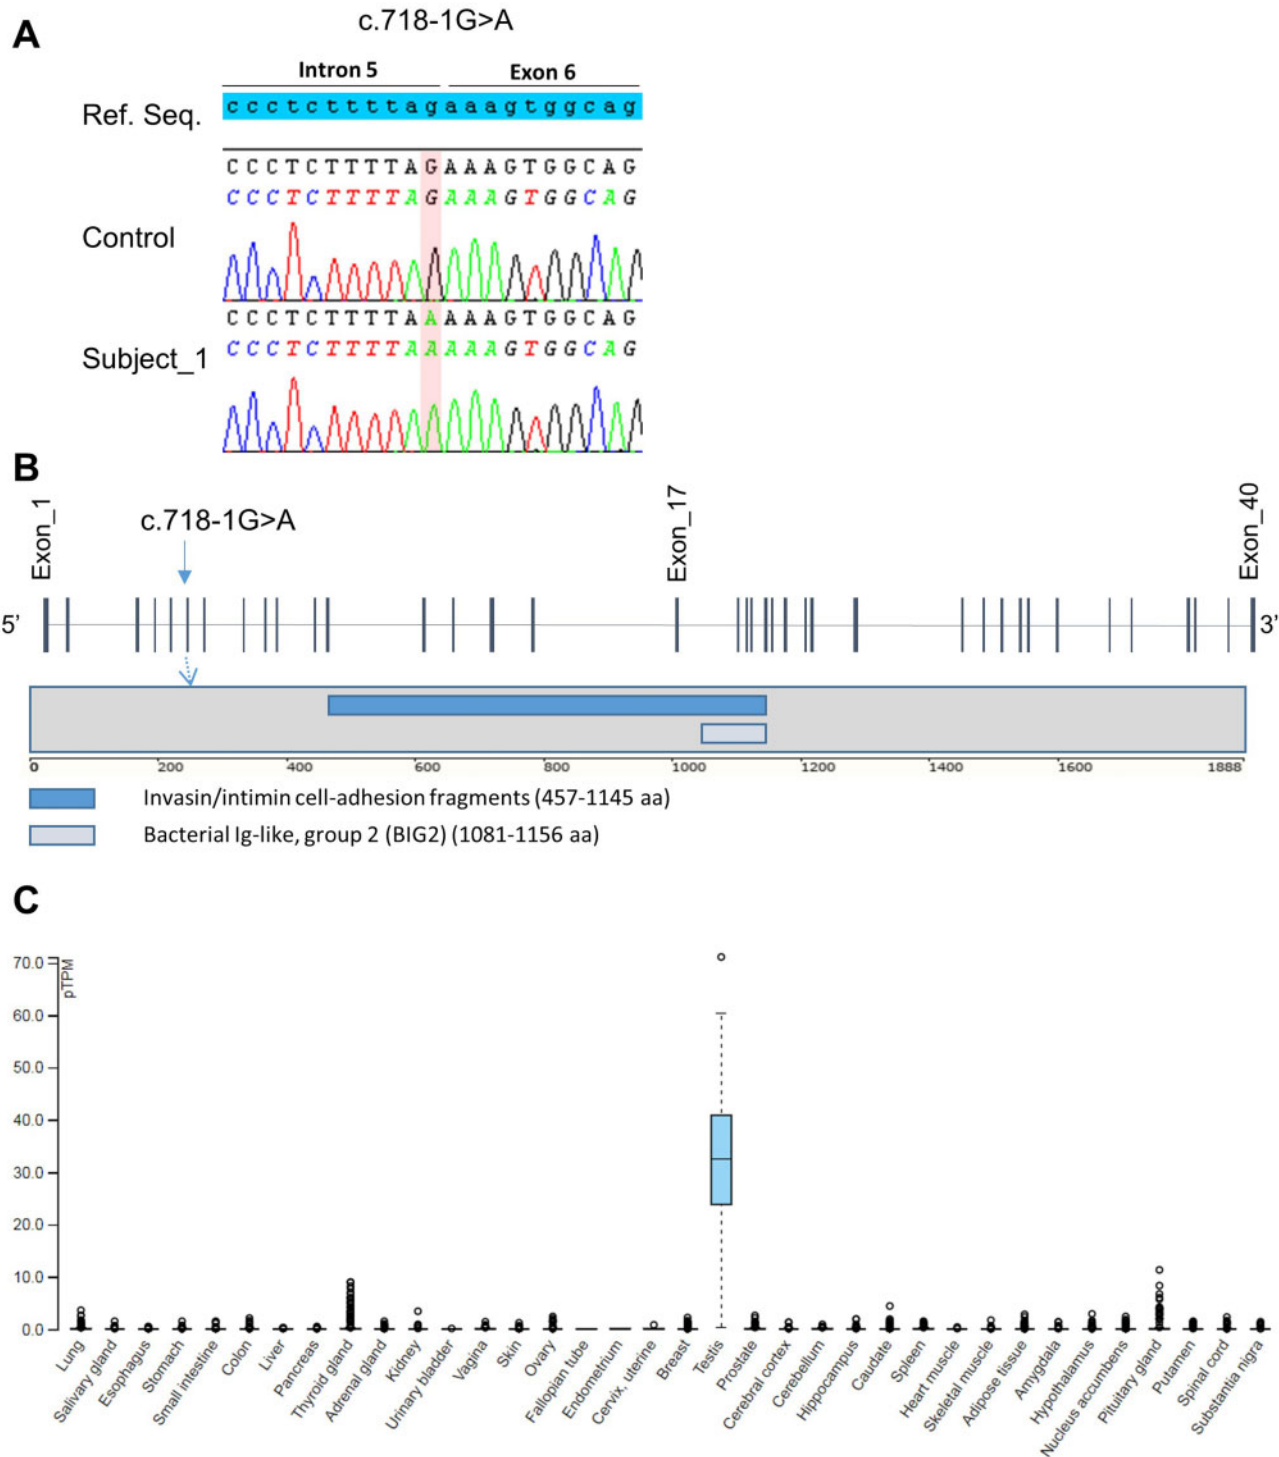 A
c.718-1G>A
Intron 5 Exon 6
Ref. Seq. ccctcttttagaaagtggcag
CCCTCTTTTAGAAAGTGGCAG
CCCTCTTTTAGAAAGTGGCAG
Control
CCCTCTTTTAAAAAGTGGCAG
CCCTCTTTTAAAAAGTGGCAG
Subject_1
B
Exon_1
c.718-1G>A
Exon_17
Exon_40
5’ 3’
0 200 400 600 800 1000 1200 1400 1600 1888
Invasin/intimin cell-adhesion fragments (457-1145 aa)
Bacterial Ig-like, group 2 (BIG2) (1081-1156 aa)
C
pTPM
70.0
60.0
50.0
40.0
30.0
20.0
10.0
0.0
Lung
Salivary gland
Esophagus
Stomach
Small intestine
Colon
Liver
Pancreas
Thyroid gland
Adrenal gland
Kidney
Urinary bladder
Vagina
Skin
Ovary
Fallopian tube
Endometrium
Cervix, uterine
Breast
Testis
Prostate
Cerebral cortex
Cerebellum
Hippocampus
Caudate
Spleen
Heart muscle
Skeletal muscle
Adipose tissue
Amygdala
Hypothalamus
Nucleus accumbens
Pituitary gland
Putamen
Spinal cord
Substantia nigra